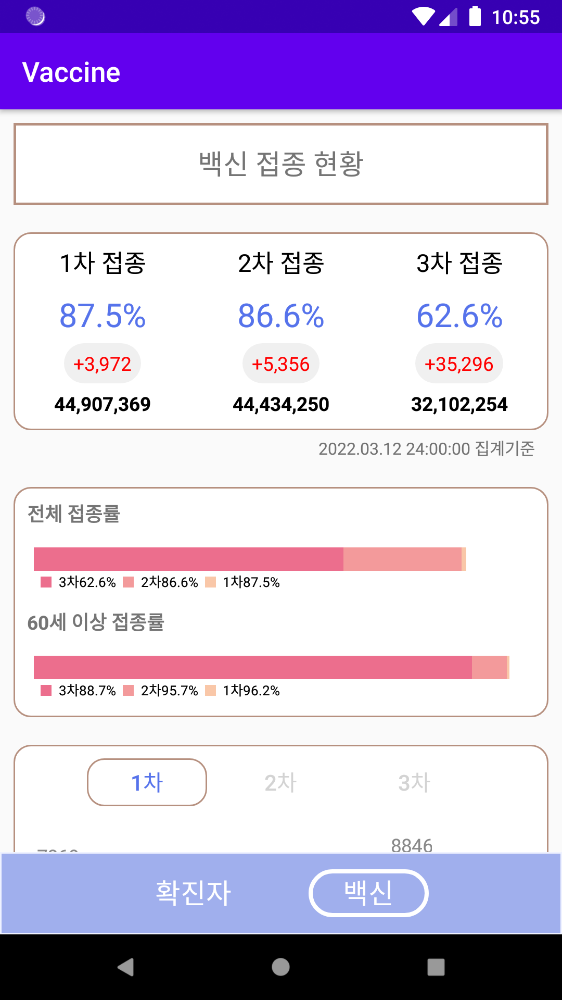 10:55
Vaccine
백신 접종 현황
1차 접종 2차 접종 3차 접종
87.5% 86.6% 62.6%
+3,972 +5,356 +35,296
44,907,369 44,434,250 32,102,254
2022.03.12 24:00:00 집계기준
전체 접종률
3차62.6% 2차86.6% 1차87.5%
60세 이상 접종률
3차88.7% 2차95.7% 1차96.2%
1차 2차 3차
8846
확진자 백신